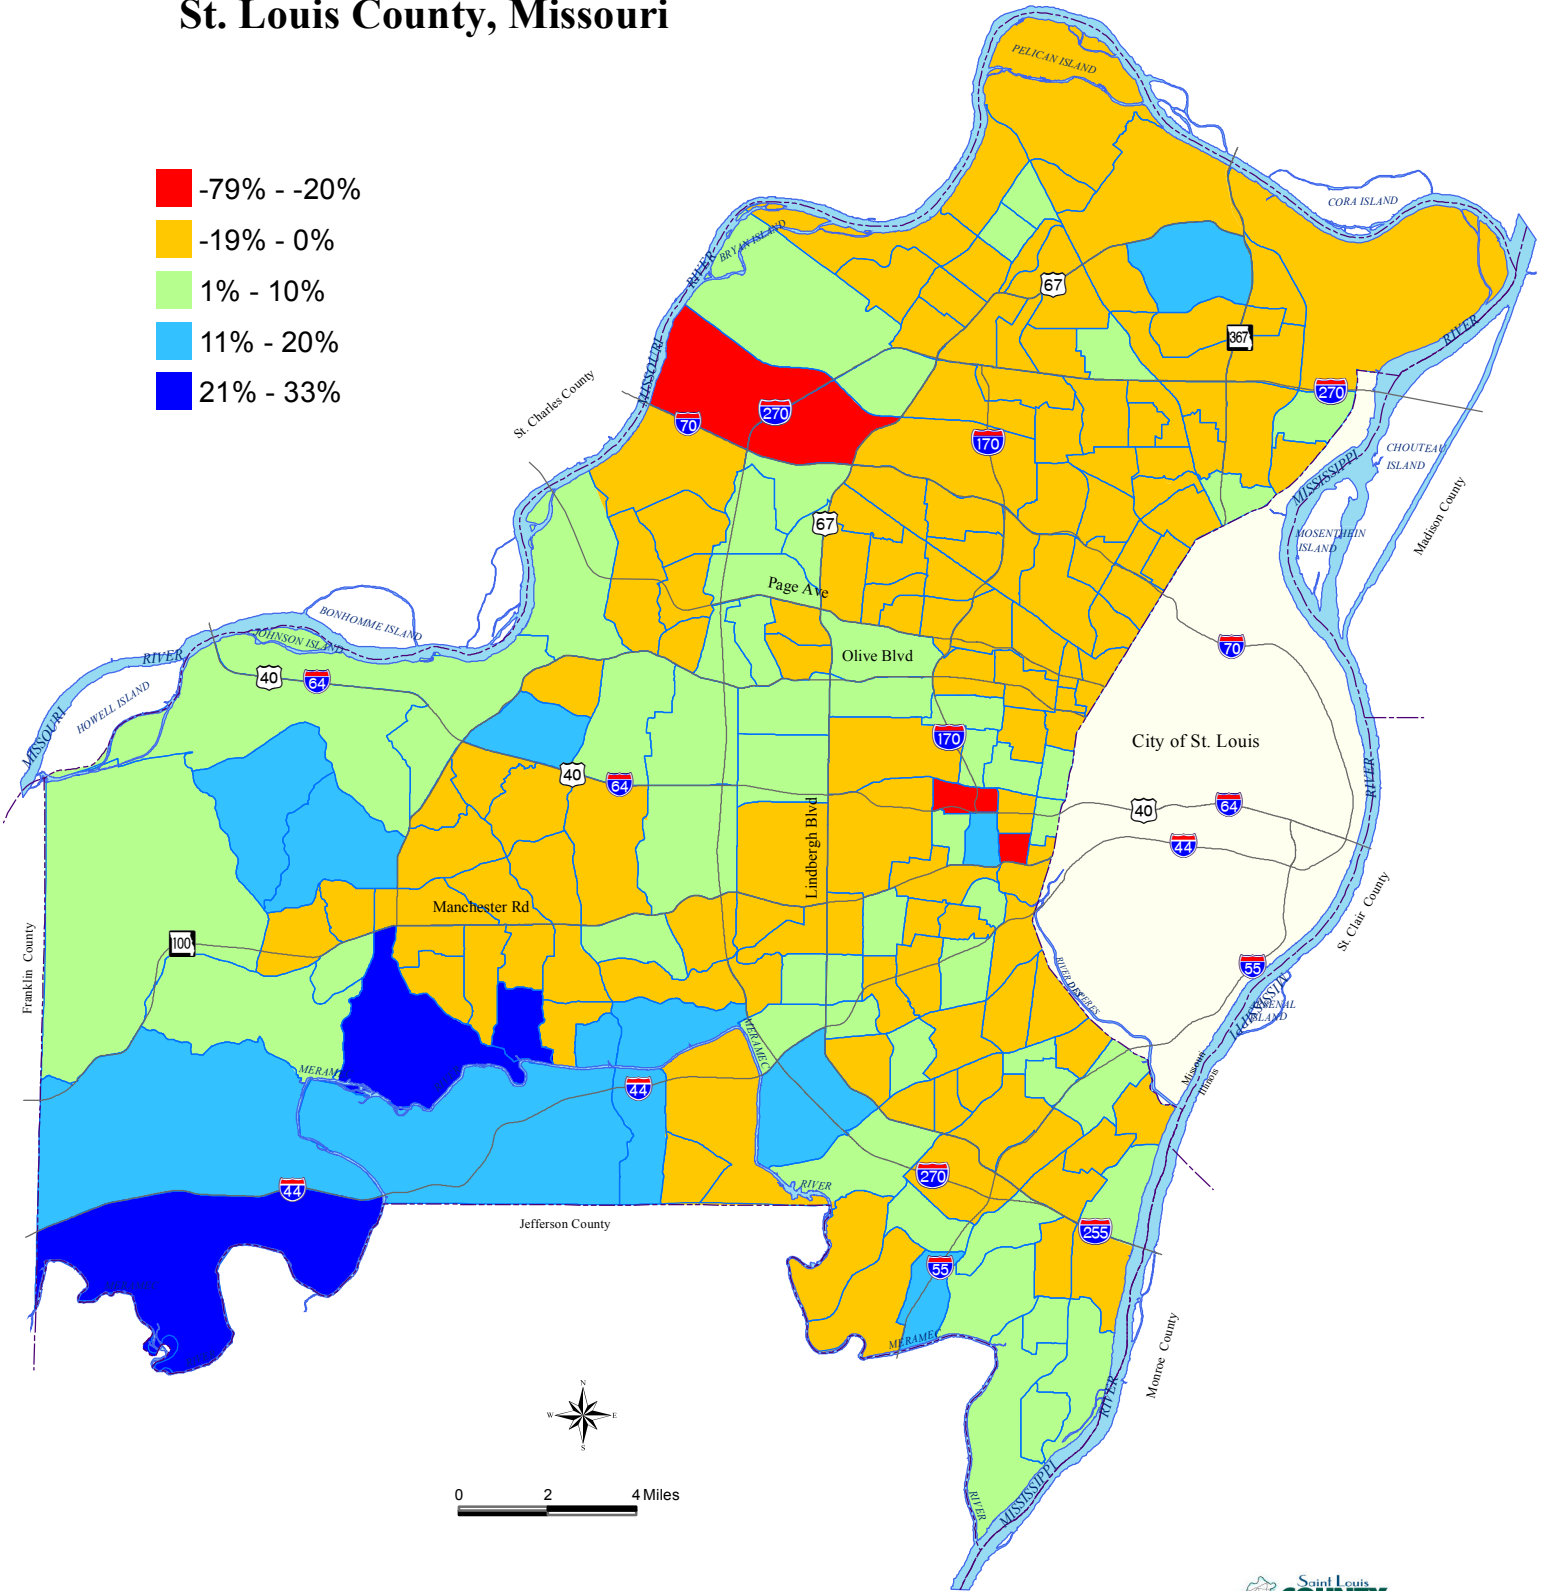 St. Louis County, Missouri
-79% - -20%
-19% - 0%
1% - 10%
11% - 20%
21% - 33%
PELICAN ISLAND
CORA ISLAND
BRYAN ISLAND
RIVER
MISSOURI
St. Charles County
67
367
RIVER
270
70
270
170
CHOUTEAU
ISLAND
MISSISSIPPI
Madison County
67
MOSENTHEIN
ISLAND
Page Ave
BONHOMME ISLAND
JOHNSON ISLAND
RIVER
Olive Blvd
70
40
64
HOWELL ISLAND
MISSOURI
170
City of St. Louis
40
64
RIVER
Lindbergh Blvd
40
64
44
Manchester Rd
St. Clair County
100
Franklin County
55
RIVER DES PERES
MISSISSIPPI
ISLAND
MERAMEC
Missouri
Illinois
44
44
270
RIVER
Jefferson County
255
55
MERAMEC
Monroe County
RIVER
N
W
E
S
0
2
4 Miles
RIVER
MISSISSIPPI
Saint Louis
COUNTY